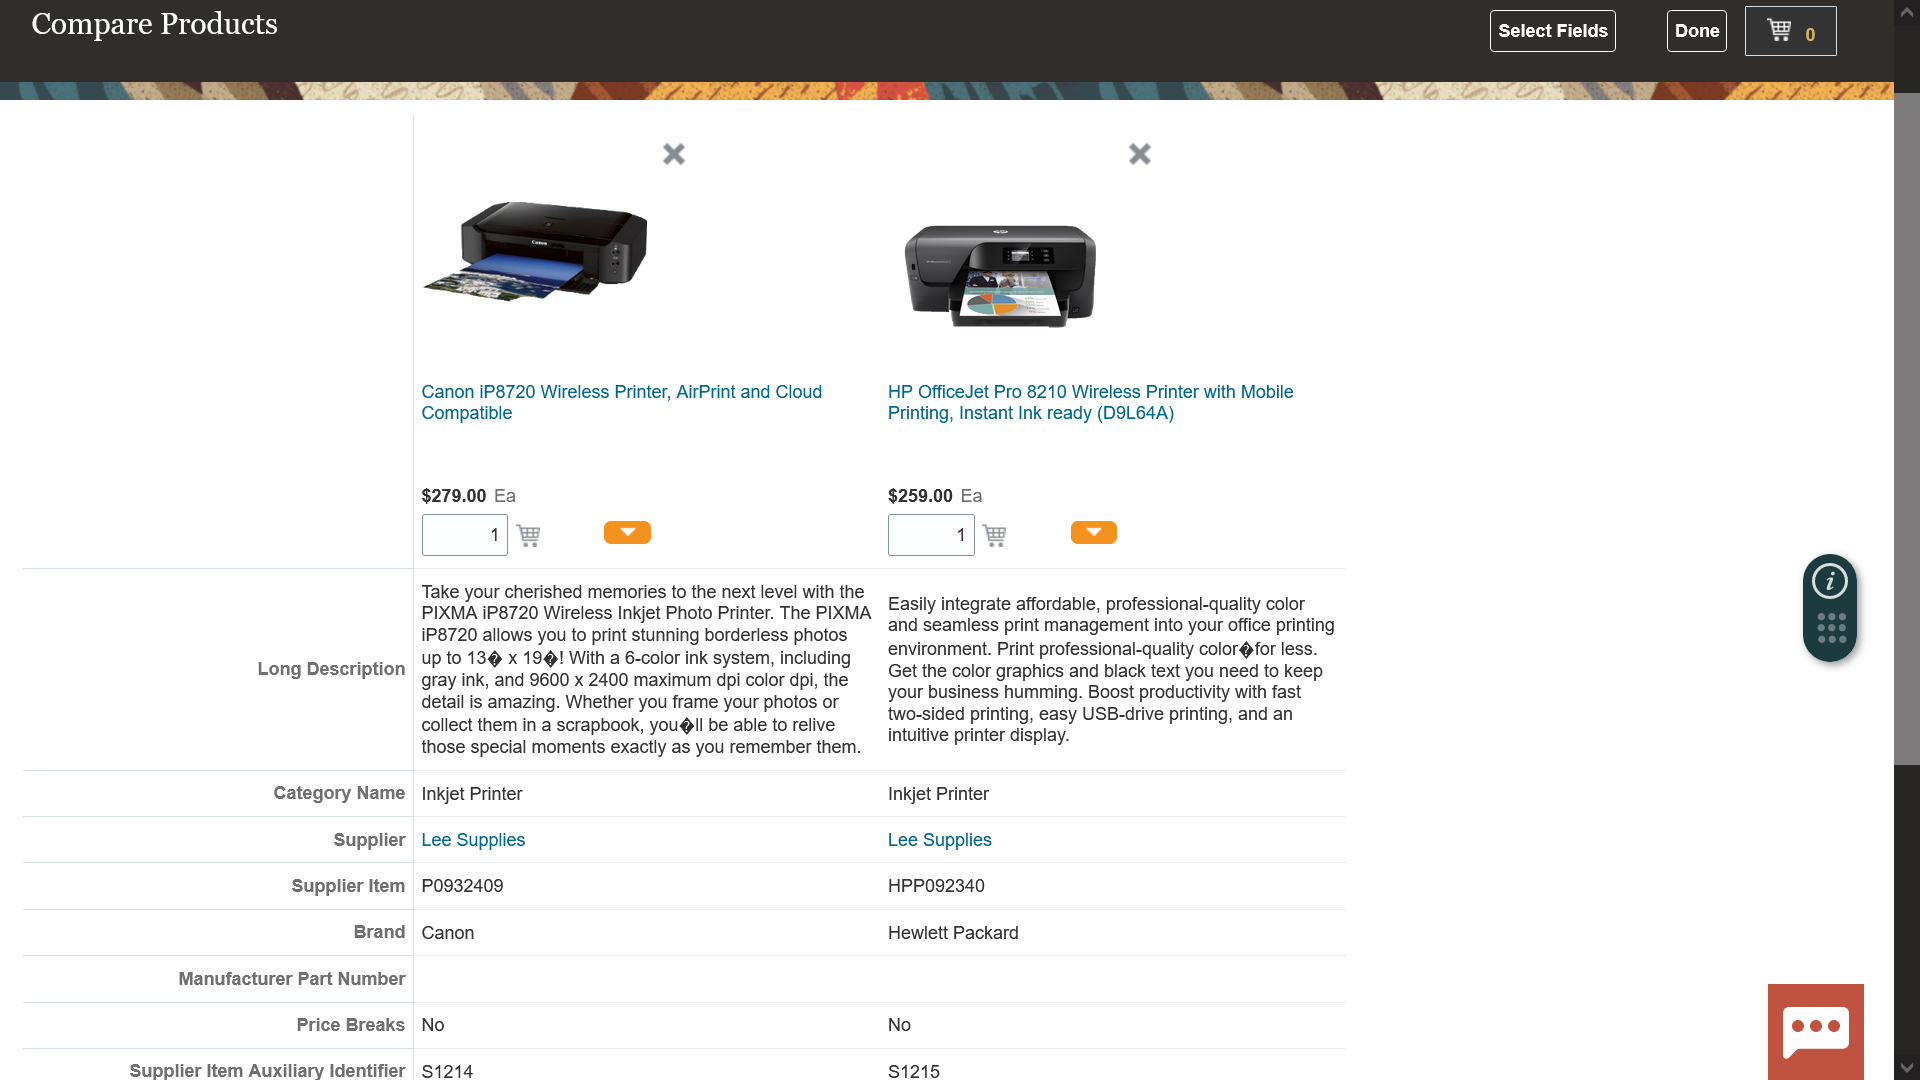 Compare Products
Select Fields
Done
0
Canon iP8720 Wireless Printer, AirPrint and Cloud
Compatible
HP OfficeJet Pro 8210 Wireless Printer with Mobile
Printing, Instant Ink ready (D9L64A)
$279.00 Ea
$259.00 Ea
1
1
Long Description
Take your cherished memories to the next level with the
PIXMA iP8720 Wireless Inkjet Photo Printer. The PIXMA
iP8720 allows you to print stunning borderless photos
up to 13� x 19�! With a 6-color ink system, including
gray ink, and 9600 x 2400 maximum dpi color dpi, the
detail is amazing. Whether you frame your photos or
collect them in a scrapbook, you�ll be able to relive
those special moments exactly as you remember them.
Easily integrate affordable, professional-quality color
and seamless print management into your office printing
environment. Print professional-quality color�for less.
Get the color graphics and black text you need to keep
your business humming. Boost productivity with fast
two-sided printing, easy USB-drive printing, and an
intuitive printer display.
Category Name
Inkjet Printer
Inkjet Printer
Supplier
Lee Supplies
Lee Supplies
Supplier Item
P0932409
HPP092340
Brand
Canon
Hewlett Packard
Manufacturer Part Number
Price Breaks
No
No
Supplier Item Auxiliary Identifier
S1214
S1215